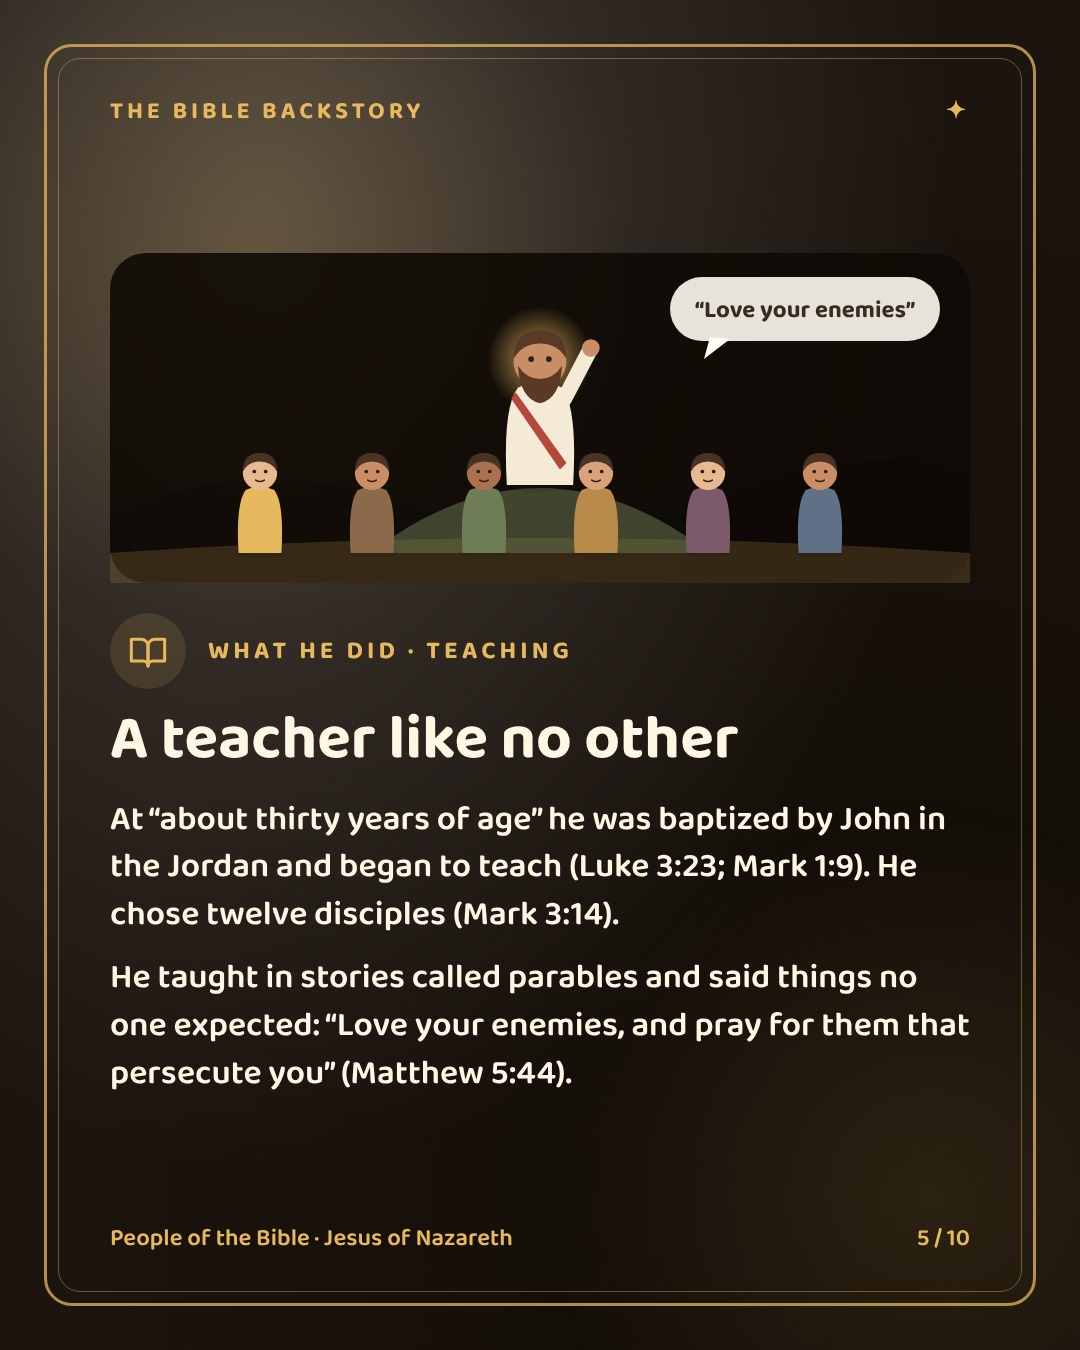 THE BIBLE BACKSTORY
“Love your enemies”
WHAT HE DID · TEACHING
A teacher like no other
At “about thirty years of age” he was baptized by John in
the Jordan and began to teach (Luke 3:23; Mark 1:9). He
chose twelve disciples (Mark 3:14).
He taught in stories called parables and said things no
one expected: “Love your enemies, and pray for them that
persecute you” (Matthew 5:44).
People of the Bible · Jesus of Nazareth
5 / 10